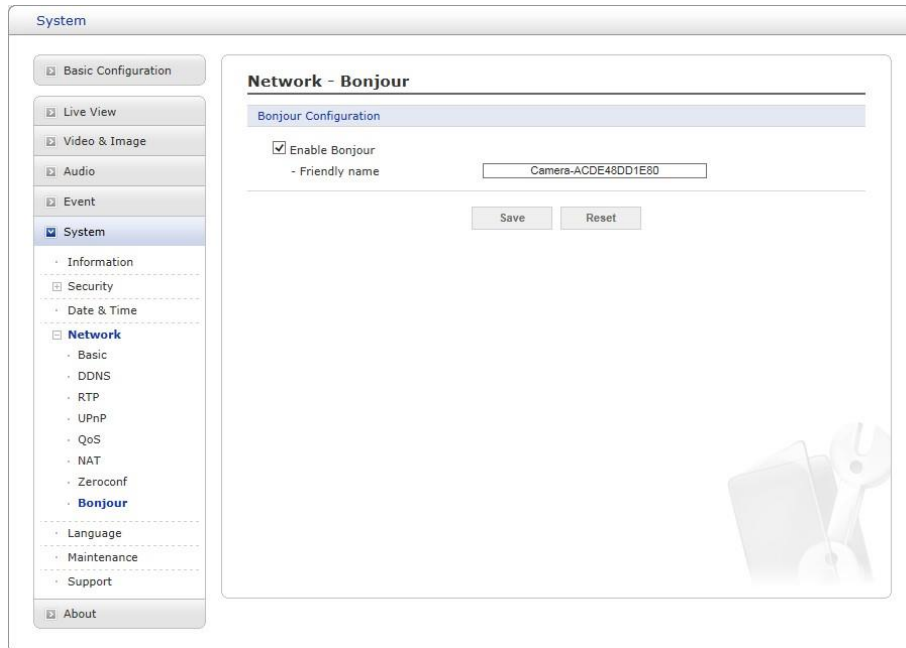 System
Basic Configuration
Live View
Video & Image
Audio
Event
System
Information
Security
Date & Time
Network
Basic
DDNS
RTP
UPnP
QoS
NAT
Zeroconf
Bonjour
Language
Maintenance
Support
About
Network - Bonjour
Bonjour Configuration
Enable Bonjour
- Friendly name Camera-ACDE48DD1E80
Save Reset